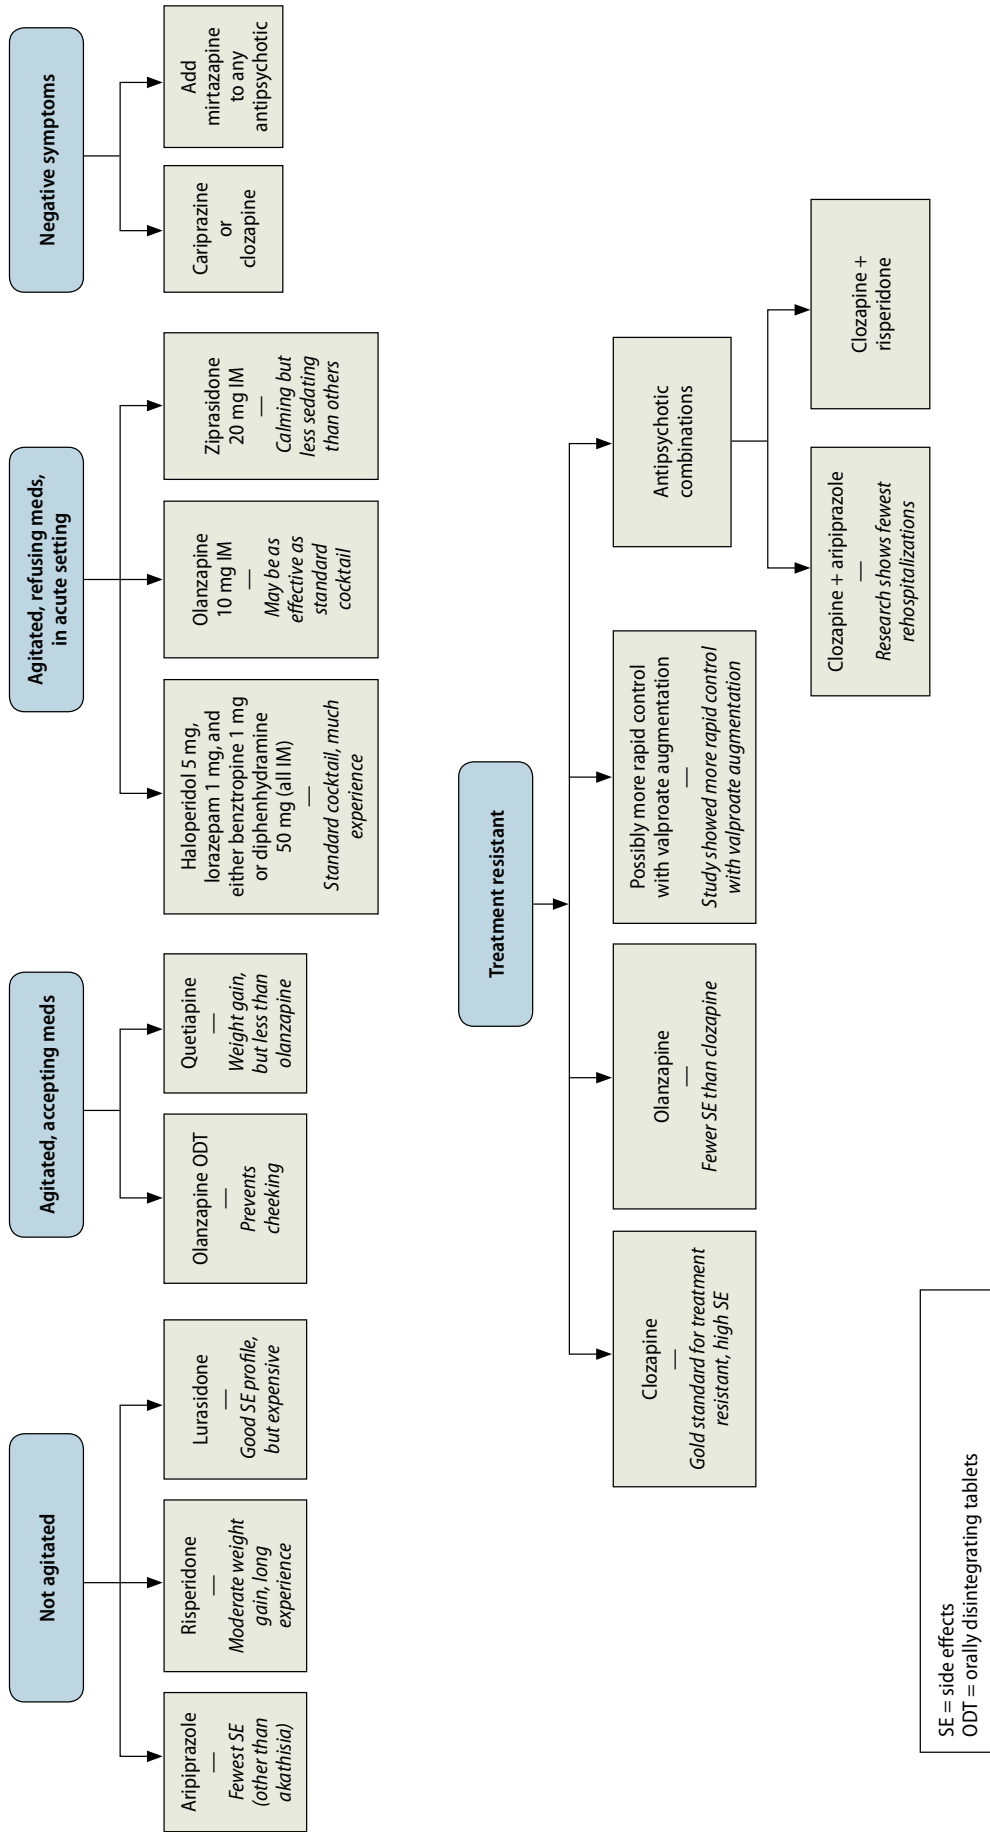 Not agitated
Aripiprazole
—
Fewest SE
(other than
akathisia)
Risperidone
—
Moderate weight
gain, long
experience
Lurasidone
—
Good SE profile,
but expensive
Agitated, accepting meds
Olanzapine ODT
—
Prevents
cheeking
Quetiapine
—
Weight gain,
but less than
olanzapine
Agitated, refusing meds,
in acute setting
Haloperidol 5 mg,
lorazepam 1 mg, and
either benztropine 1 mg
or diphenhydramine
50 mg (all IM)
—
Standard cocktail, much
experience
Olanzapine
10 mg IM
—
May be as
effective as
standard
cocktail
Ziprasidone
20 mg IM
—
Calming but
less sedating
than others
Negative symptoms
Cariprazine
or
clozapine
Add
mirtazapine
to any
antipsychotic
Treatment resistant
Clozapine
—
Gold standard for treatment
resistant, high SE
Olanzapine
—
Fewer SE than clozapine
Possibly more rapid control
with valproate augmentation
—
Study showed more rapid control
with valproate augmentation
Antipsychotic
combinations
Clozapine + aripiprazole
—
Research shows fewest
rehospitalizations
Clozapine +
risperidone
SE = side effects
ODT = orally disintegrating tablets